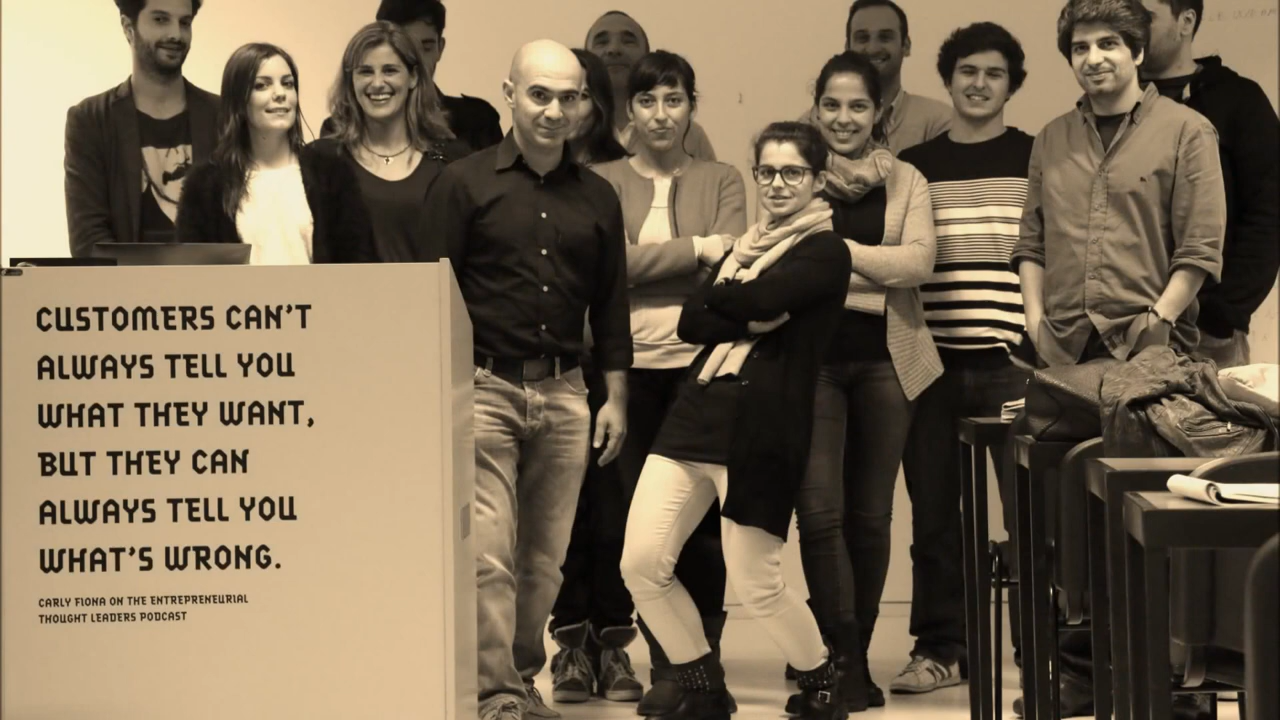 CUSTOMERS CAN'T
ALWAYS TELL YOU
WHAT THEY WANT,
BUT THEY CAN
ALWAYS TELL YOU
WHAT'S WRONG.
CARLY FIONA ON THE ENTREPRENEURIAL
THOUGHT LEADERS PODCAST